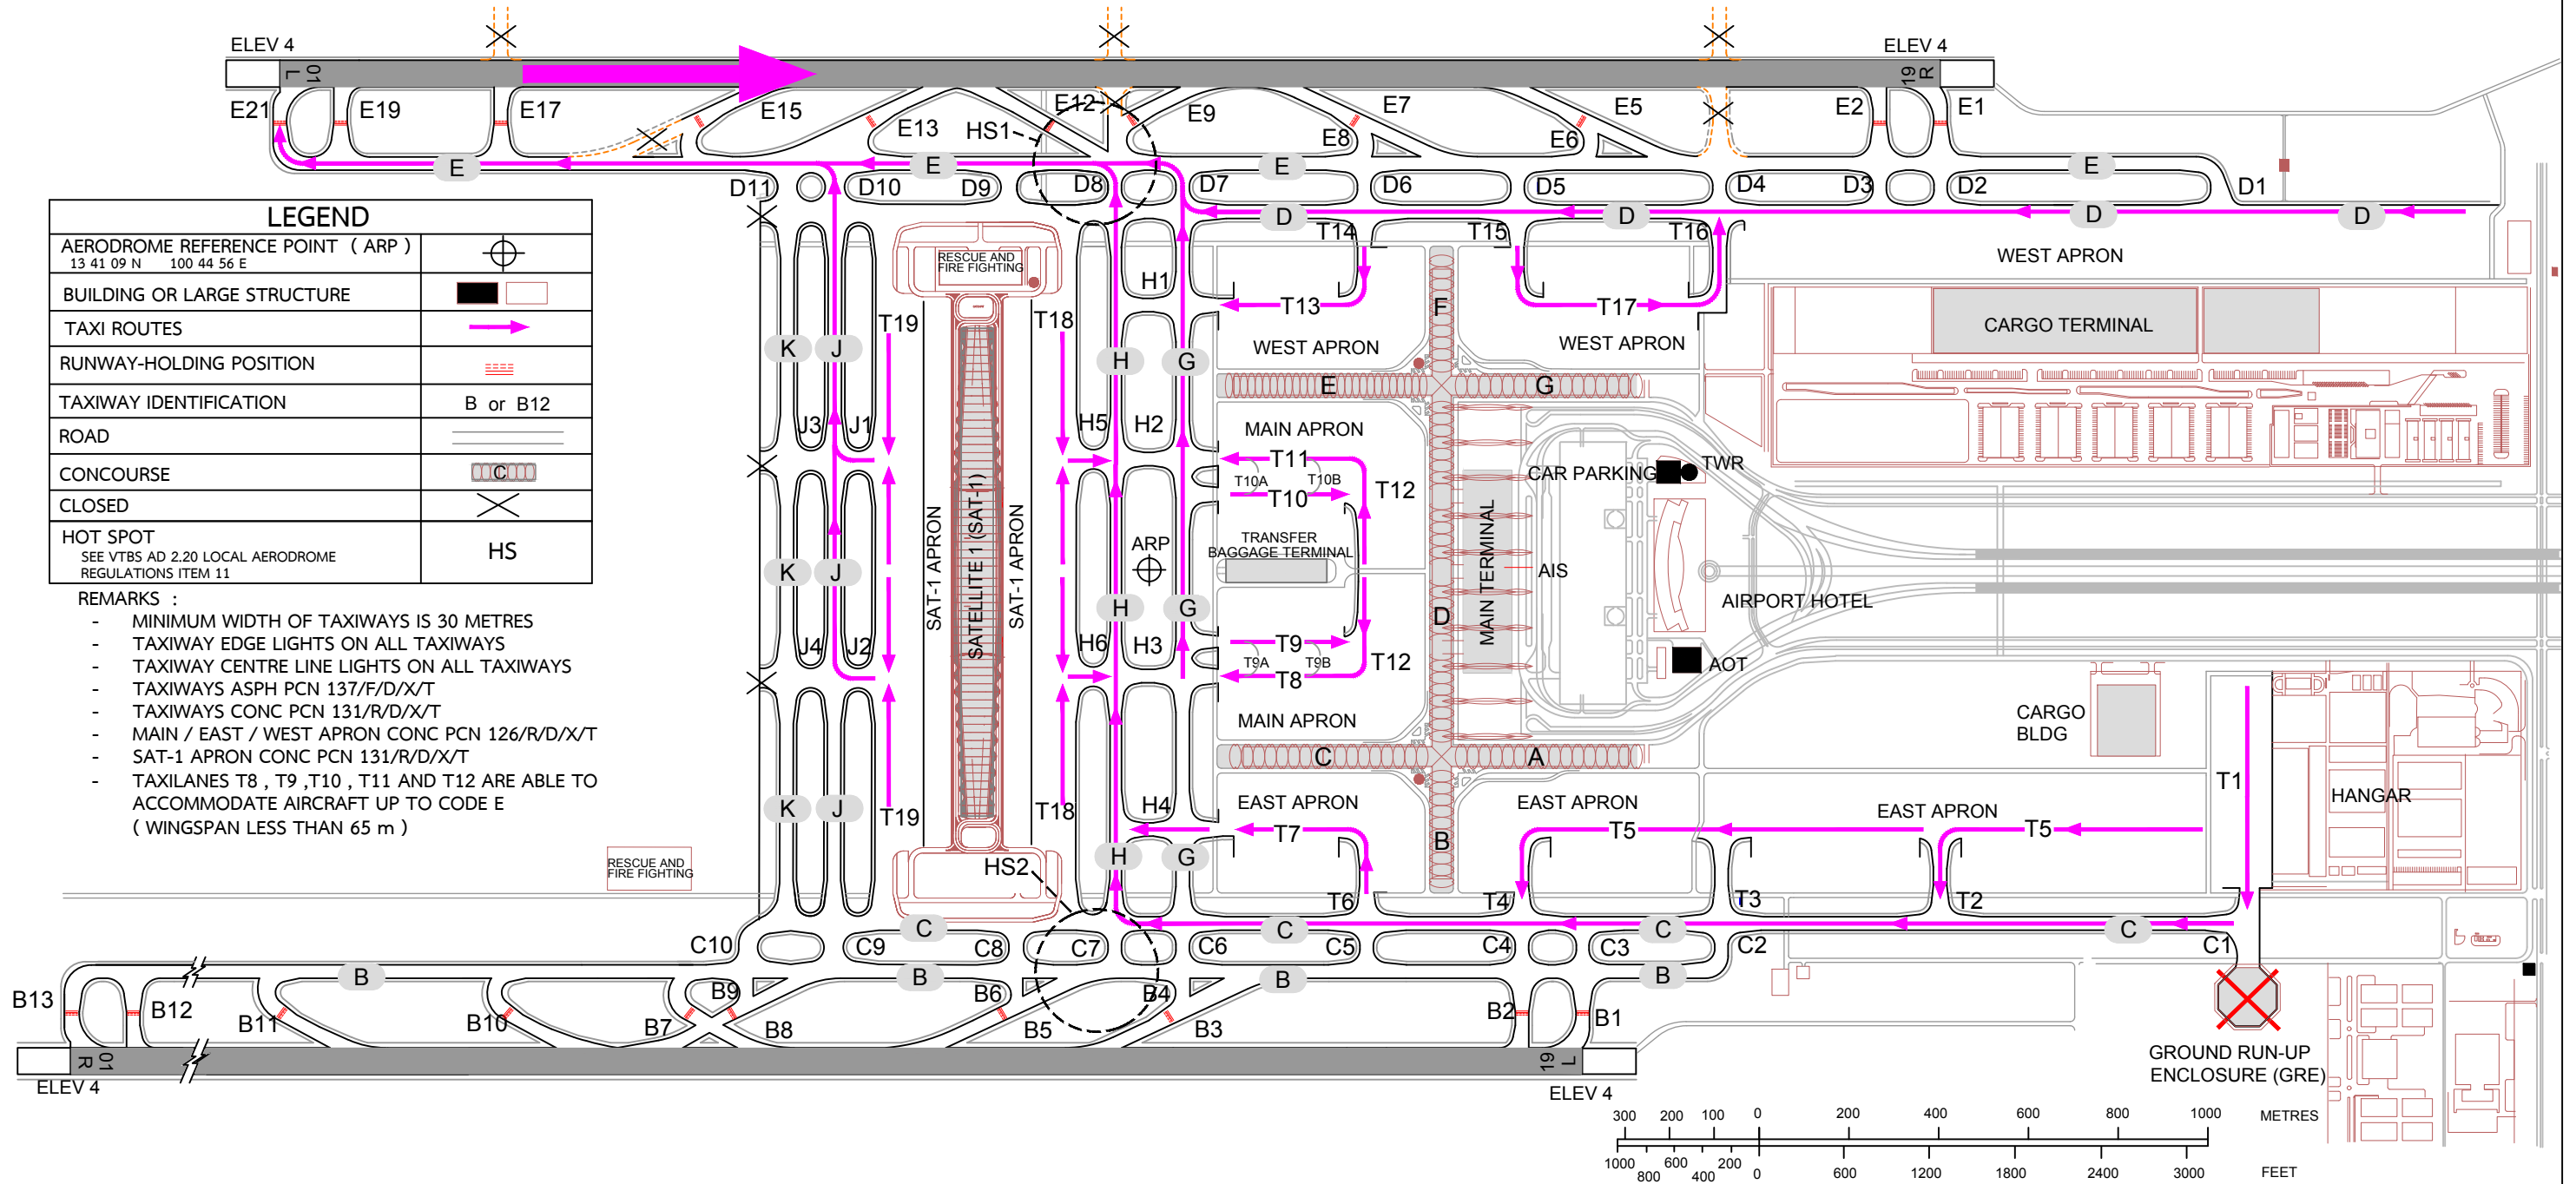 ELEV 4
ELEV 4
01
L
19
R
E21
E19
E17
E15
E13
HS1
E12
E9
E8
E7
E6
E5
E2
E1
E
E
E
E
D11
D10
D9
D8
D7
D6
D5
D4
D3
D2
D1
D
D
D
D
LEGEND
AERODROME REFERENCE POINT ( ARP )
13 41 09 N 100 44 56 E
BUILDING OR LARGE STRUCTURE
TAXI ROUTES
RUNWAY-HOLDING POSITION
TAXIWAY IDENTIFICATION
B or B12
ROAD
CONCOURSE
C
CLOSED
HOT SPOT
SEE VTBS AD 2.20 LOCAL AERODROME
REGULATIONS ITEM 11
HS
REMARKS :
- MINIMUM WIDTH OF TAXIWAYS IS 30 METRES
- TAXIWAY EDGE LIGHTS ON ALL TAXIWAYS
- TAXIWAY CENTRE LINE LIGHTS ON ALL TAXIWAYS
- TAXIWAYS ASPH PCN 137/F/D/X/T
- TAXIWAYS CONC PCN 131/R/D/X/T
- MAIN / EAST / WEST APRON CONC PCN 126/R/D/X/T
- SAT-1 APRON CONC PCN 131/R/D/X/T
- TAXILANES T8 , T9 ,T10 , T11 AND T12 ARE ABLE TO
ACCOMMODATE AIRCRAFT UP TO CODE E
( WINGSPAN LESS THAN 65 m )
RESCUE AND
FIRE FIGHTING
T14
T15
T16
WEST APRON
H1
T13
T17
F
T19
T18
K
J
H
G
WEST APRON
WEST APRON
CARGO TERMINAL
E
G
J3
J1
H5
H2
MAIN APRON
T11
T10A
T10B
T10
T12
CAR PARKING
TWR
SAT-1 APRON
SATELLITE 1 (SAT-1)
SAT-1 APRON
ARP
TRANSFER
BAGGAGE TERMINAL
MAIN TERMINAL
AIS
K
J
H
G
D
AIRPORT HOTEL
J4
J2
H6
H3
T9
T9A
T9B
T8
T12
AOT
MAIN APRON
CARGO
BLDG
C
A
K
J
T19
T18
H4
EAST APRON
EAST APRON
EAST APRON
T1
HANGAR
T7
T5
T5
B
H
G
RESCUE AND
FIRE FIGHTING
HS2
T6
T4
T3
T2
C
C
C
C
C10
C9
C8
C7
C6
C5
C4
C3
C2
C1
B
B
B
B
B13
B12
B11
B10
B9
B7
B8
B6
B5
B4
B3
B2
B1
01
R
19
L
ELEV 4
ELEV 4
GROUND RUN-UP
ENCLOSURE (GRE)
300 200 100 0 200 400 600 800 1000 METRES
1000 800 600 400 200 0 600 1200 1800 2400 3000 FEET